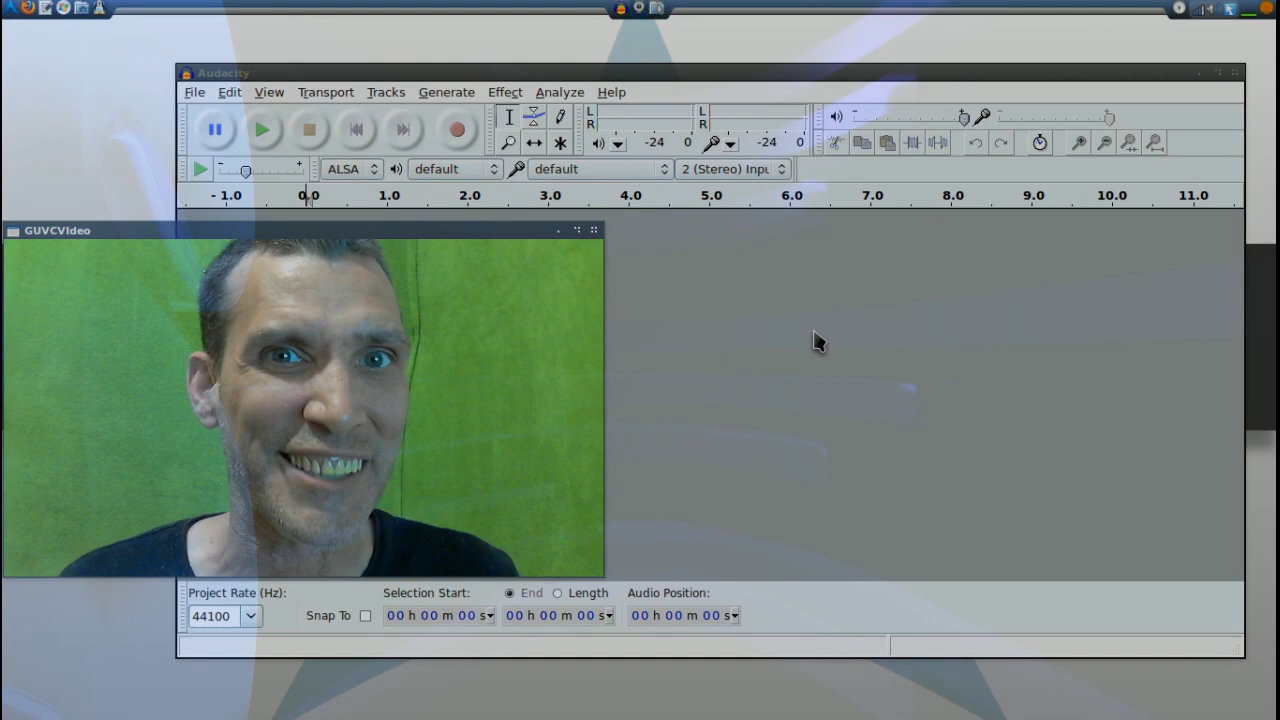 Audacity
File Edit View Transport Tracks Generate Effect Analyze Help
L
R
-24 0
L
R
-24 0
ALSA default default 2 (Stereo) Inpu
- 1.0 0.0 1.0 2.0 3.0 4.0 5.0 6.0 7.0 8.0 9.0 10.0 11.0
GUVCVideo
Project Rate (Hz): Selection Start: End Length Audio Position:
44100 Snap To 00 h 00 m 00 s 00 h 00 m 00 s 00 h 00 m 00 s